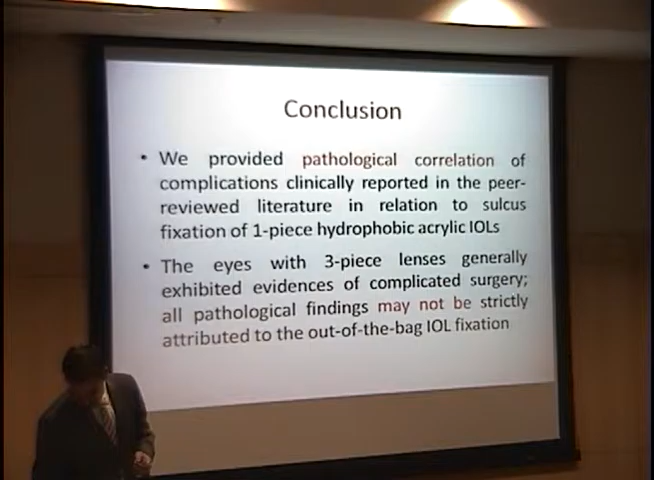 Conclusion
• We provided pathological correlation of
complications clinically reported in the peer-
reviewed literature in relation to sulcus
fixation of 1-piece hydrophobic acrylic IOLs
• The eyes with 3-piece lenses generally
exhibited evidences of complicated surgery;
all pathological findings may not be strictly
attributed to the out-of-the-bag IOL fixation